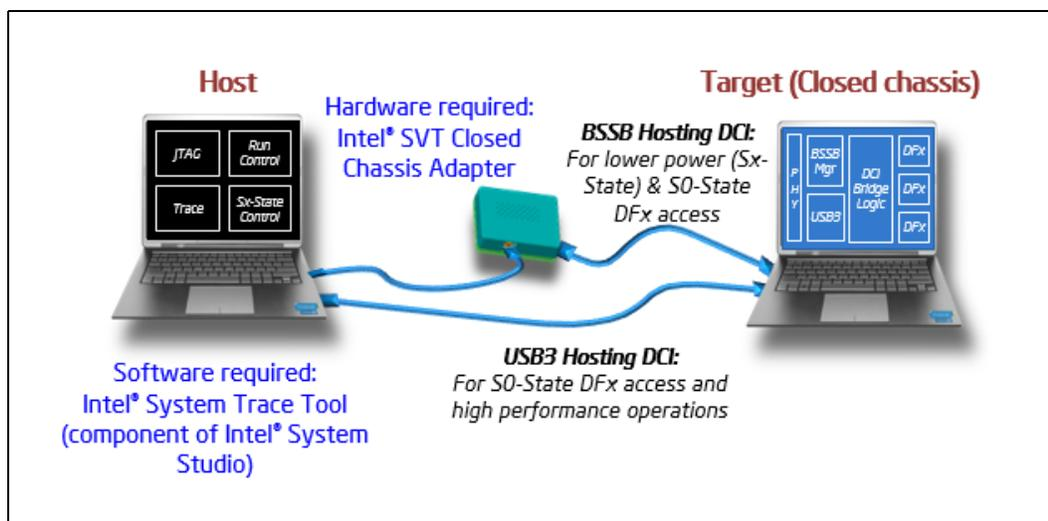 Host
Target (Closed chassis)
Hardware required:
Intel® SVT Closed
Chassis Adapter
BSSB Hosting DCI:
For lower power (Sx-
State) & S0-State
DFx access
JTAG
Run
Control
Trace
Sx-State
Control
P
H
Y
BSSB
Mgr
USB3
DCI
Bridge
Logic
DFx
DFx
DFx
USB3 Hosting DCI:
For S0-State DFx access and
high performance operations
Software required:
Intel® System Trace Tool
(component of Intel® System
Studio)